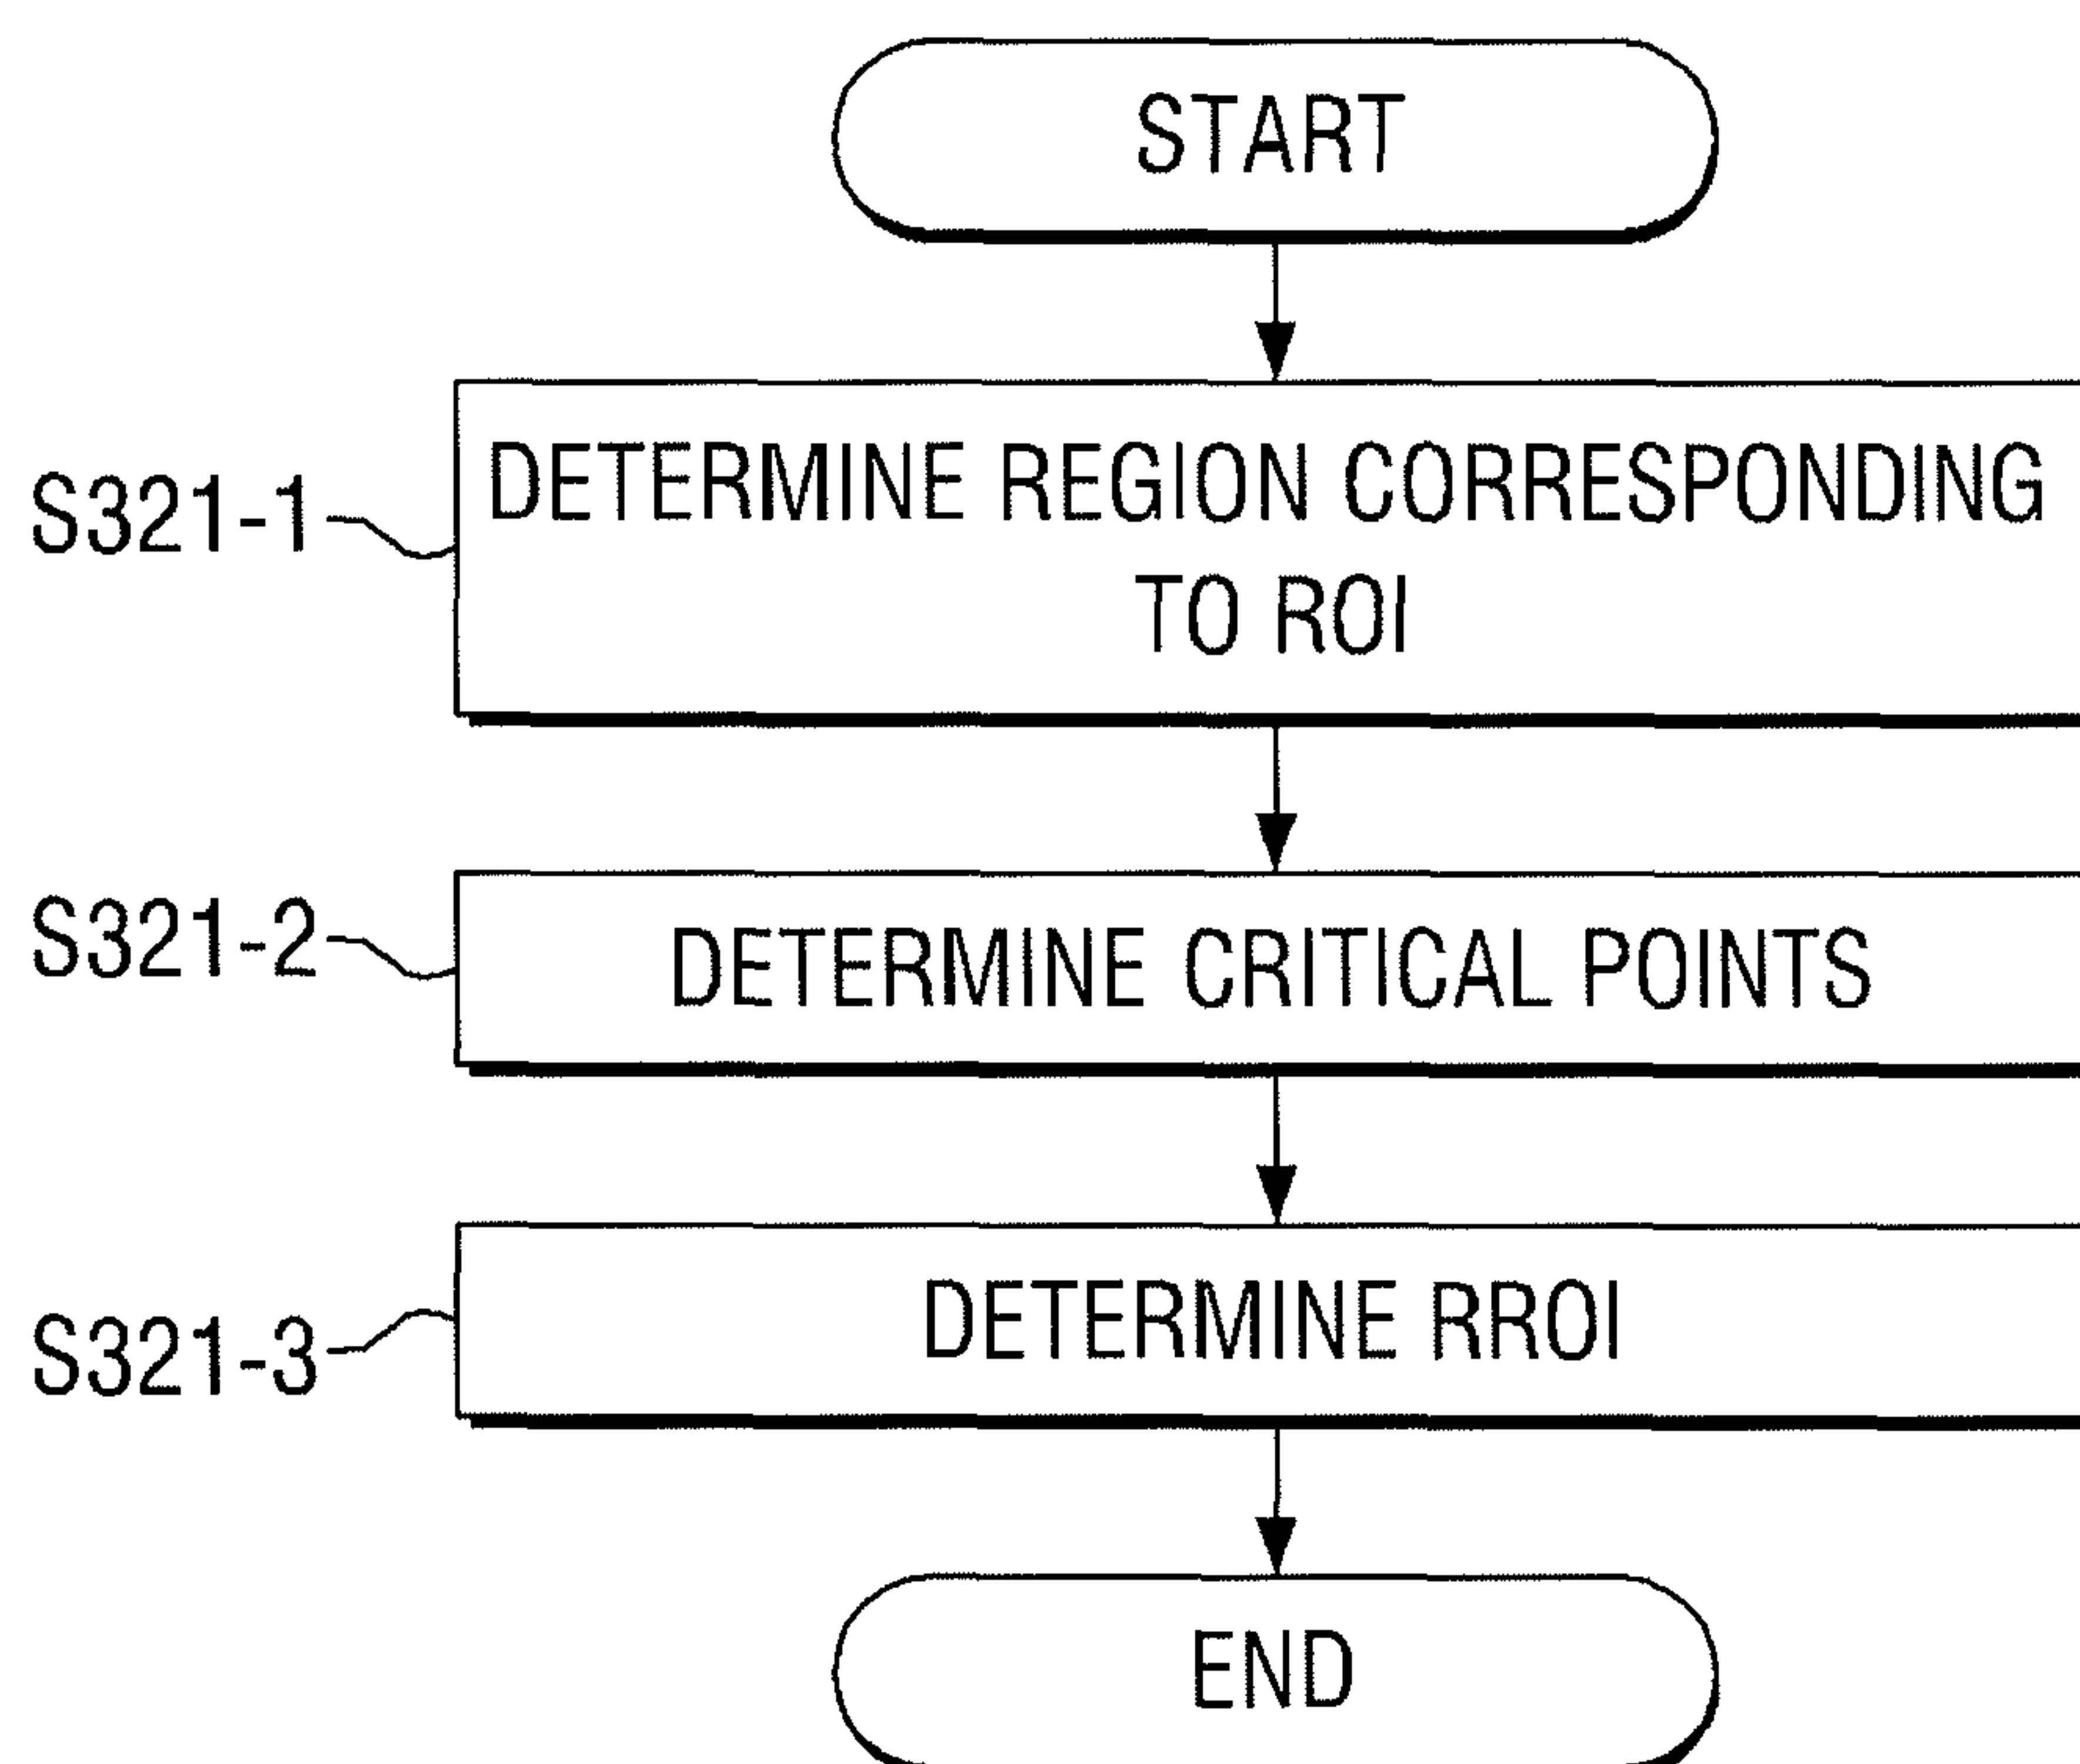 START
S321-1
DETERMINE REGION CORRESPONDING
TO ROI
S321-2
DETERMINE CRITICAL POINTS
S321-3
DETERMINE RROI
END